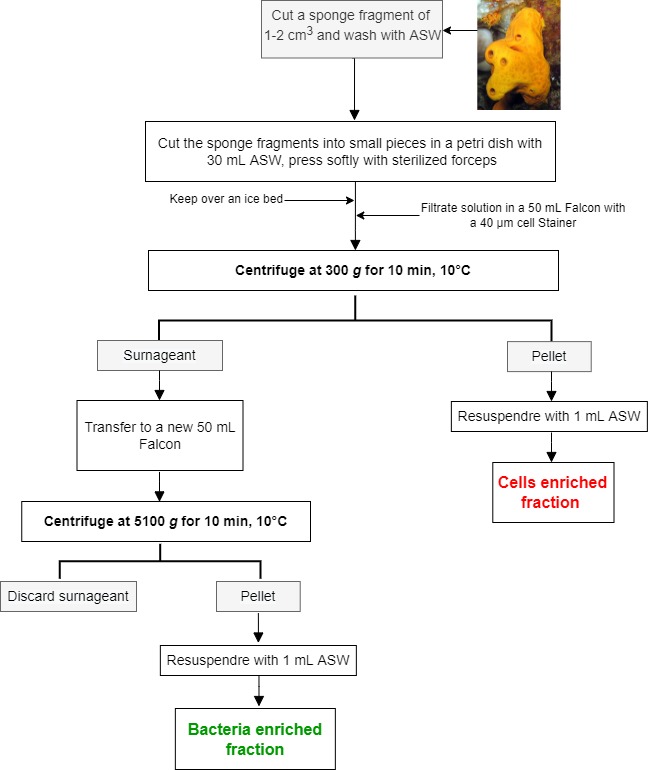 Cut a sponge fragment of
1-2 cm³ and wash with ASW
Cut the sponge fragments into small pieces in a petri dish with
30 mL ASW, press softly with sterilized forceps
Keep over an ice bed
Filtrate solution in a 50 mL Falcon with
a 40 µm cell Stainer
Centrifuge at 300 g for 10 min, 10°C
Surnageant
Pellet
Transfer to a new 50 mL
Falcon
Resuspendre with 1 mL ASW
Cells enriched
fraction
Centrifuge at 5100 g for 10 min, 10°C
Discard surnageant
Pellet
Resuspendre with 1 mL ASW
Bacteria enriched
fraction